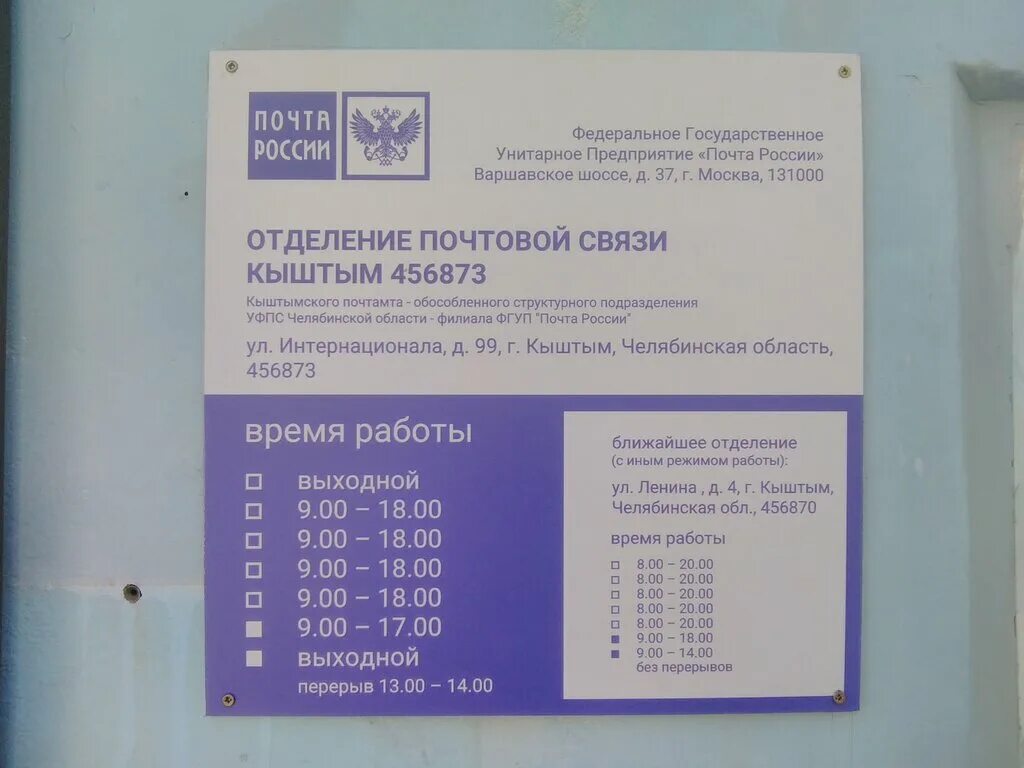 ПОЧТА
РОССИИ
Федеральное Государственное
Унитарное Предприятие «Почта России»
Варшавское шоссе, д. 37, г. Москва, 131000
ОТДЕЛЕНИЕ ПОЧТОВОЙ СВЯЗИ
КЫШТЫМ 456873
Кыштымского почтамта - обособленного структурного подразделения
УФПС Челябинской области - филиала ФГУП "Почта России"
ул. Интернационала, д. 99, г. Кыштым, Челябинская область,
456873
время работы
выходной
9.00 – 18.00
9.00 – 18.00
9.00 – 18.00
9.00 – 18.00
9.00 – 17.00
выходной
перерыв 13.00 – 14.00
ближайшее отделение
(с иным режимом работы):
ул. Ленина , д. 4, г. Кыштым,
Челябинская обл., 456870
время работы
8.00 – 20.00
8.00 – 20.00
8.00 – 20.00
8.00 – 20.00
8.00 – 20.00
9.00 – 18.00
9.00 – 14.00
без перерывов